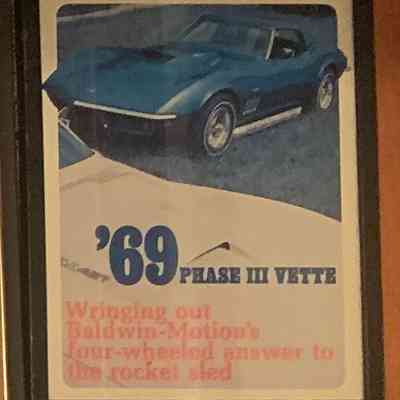 '69 PHASE III VETTE
Wringing out
Baldwin-Motion's
four-wheeled answer to
the rocket sled